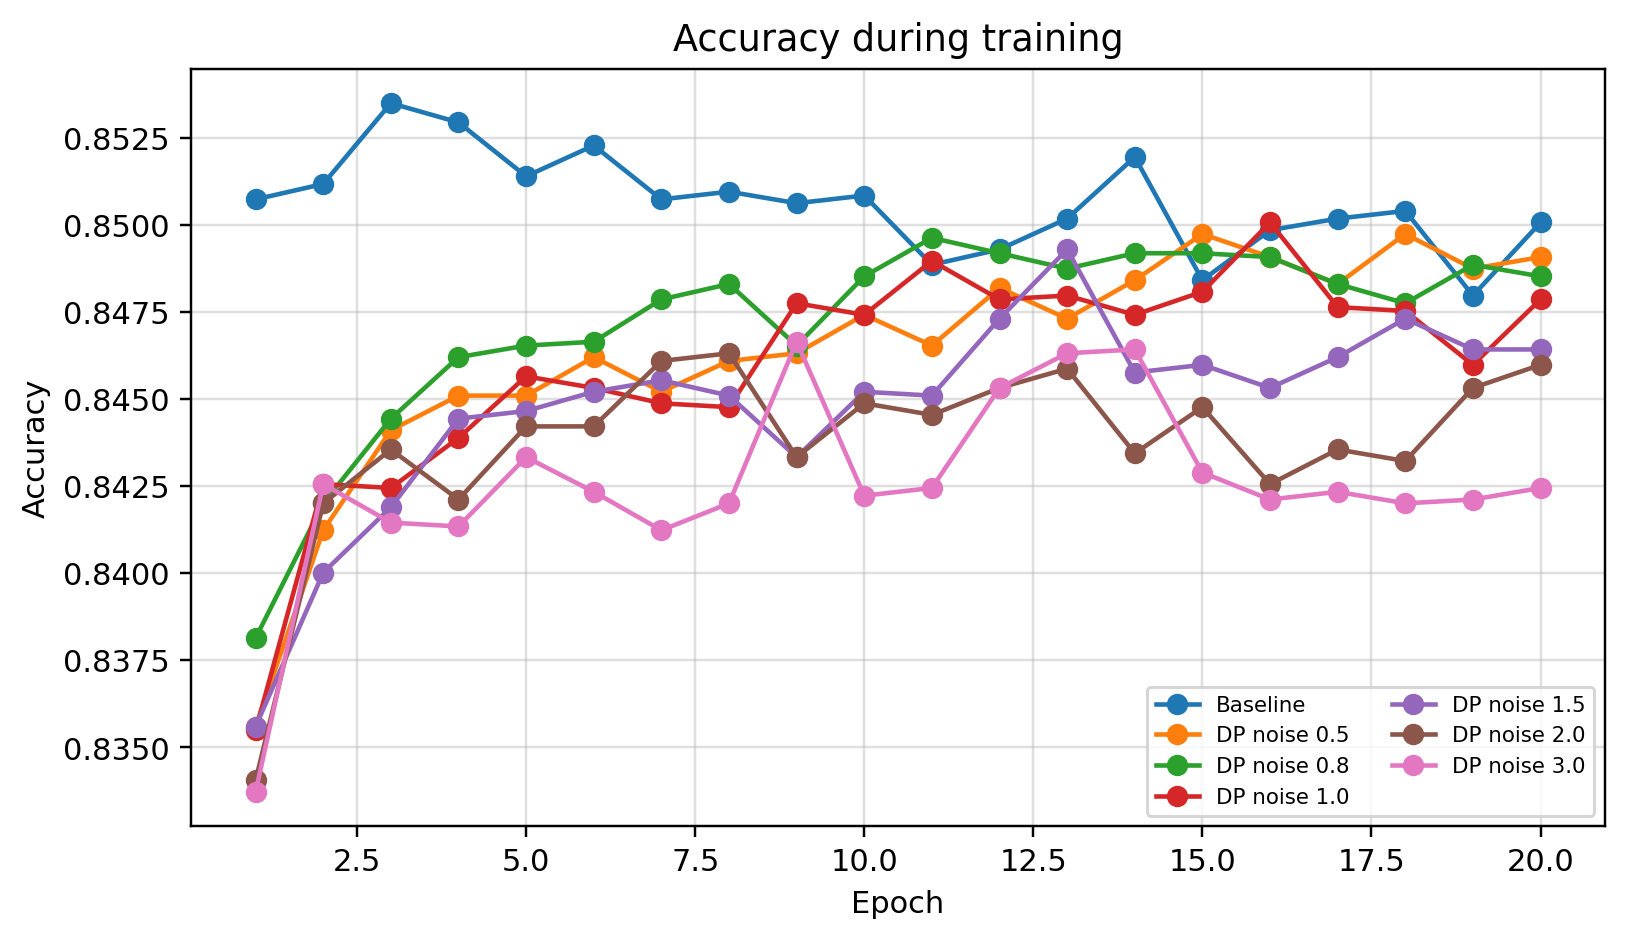 Accuracy during training
0.8525
0.8500
0.8475
0.8450
0.8425
0.8400
0.8375
0.8350
Accuracy
2.5 5.0 7.5 10.0 12.5 15.0 17.5 20.0
Epoch
Baseline DP noise 1.5
DP noise 0.5 DP noise 2.0
DP noise 0.8 DP noise 3.0
DP noise 1.0